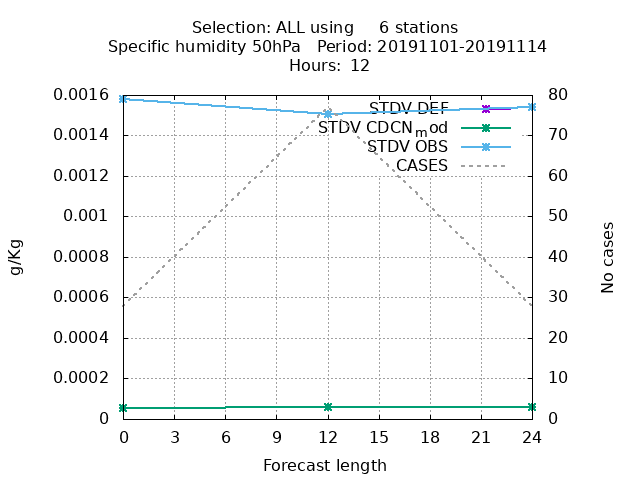 Selection: ALL using 6 stations
Specific humidity 50hPa Period: 20191101-20191114
Hours: 12
0.0016 80
STDV DEF
0.0014 70
STDV CDCNmod
STDV OBS
CASES
0.0012 60
0.001 50
0.0008 40
0.0006 30
0.0004 20
0.0002 10
0 0
g/Kg
No cases
0 3 6 9 12 15 18 21 24
Forecast length